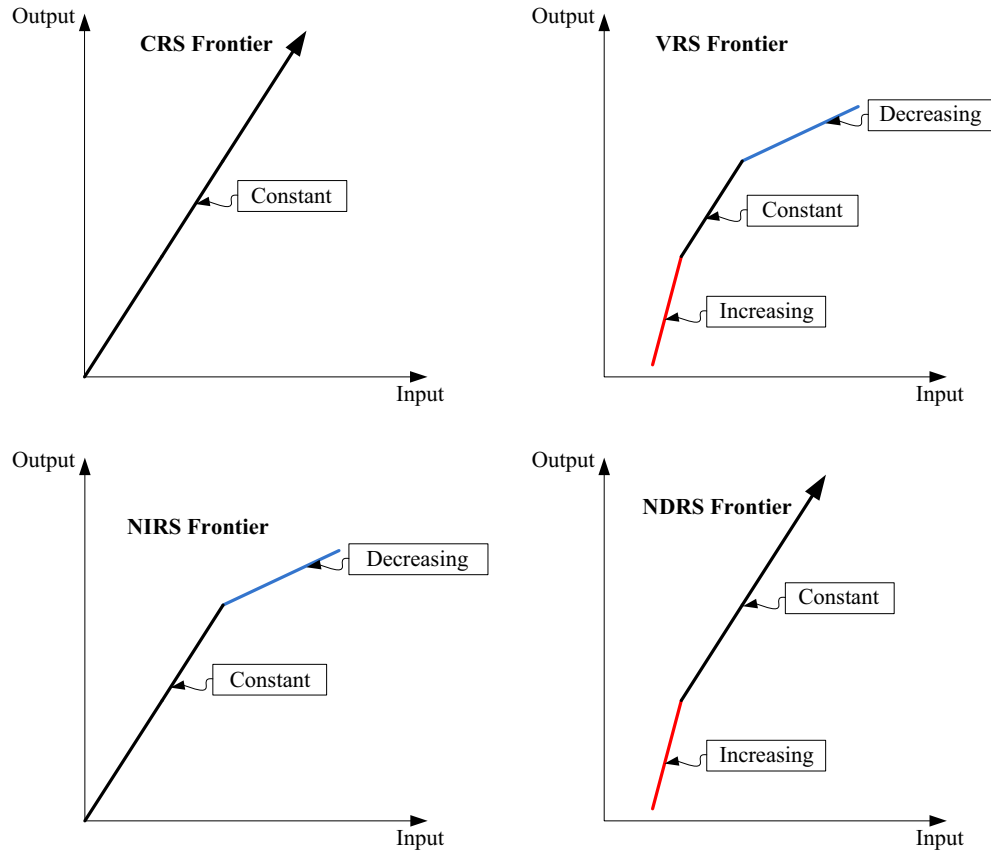 Output
CRS Frontier
Constant
Input
Output
VRS Frontier
Decreasing
Constant
Increasing
Input
Output
NIRS Frontier
Decreasing
Constant
Input
Output
NDRS Frontier
Constant
Increasing
Input